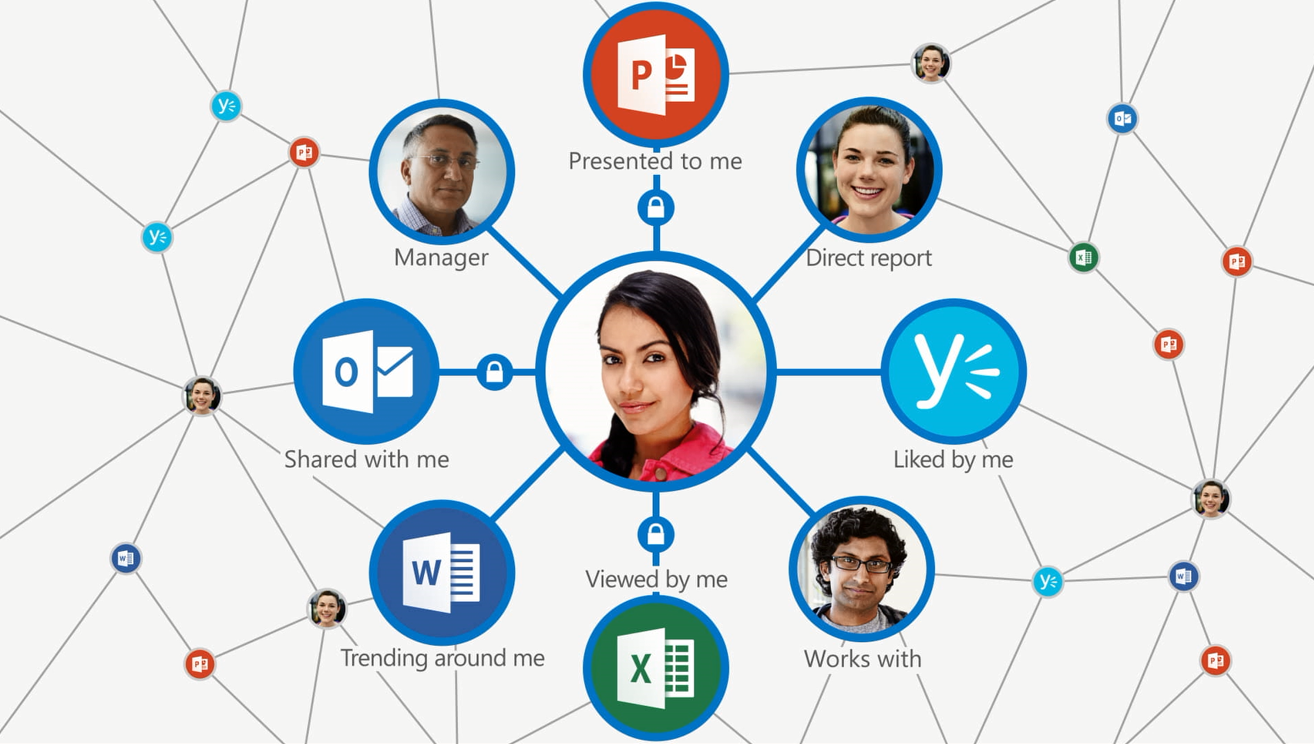 P
Presented to me
Manager
Direct report
O
Shared with me
y
Liked by me
W
Trending around me
Viewed by me
X
Works with